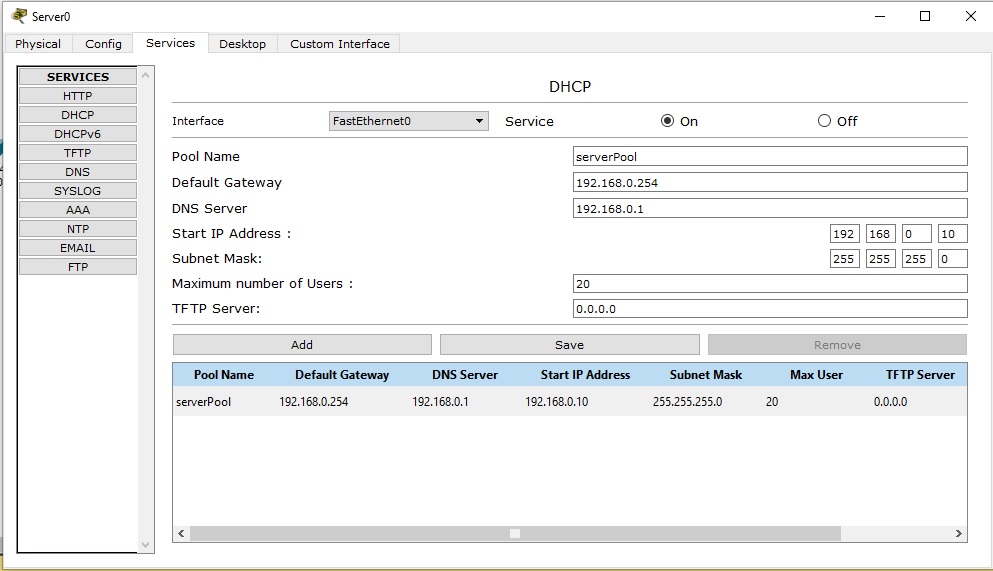 Server0
Physical Config Services Desktop Custom Interface
SERVICES
HTTP
DHCP
DHCPv6
TFTP
DNS
SYSLOG
AAA
NTP
EMAIL
FTP
DHCP
Interface FastEthernet0 Service On Off
Pool Name serverPool
Default Gateway 192.168.0.254
DNS Server 192.168.0.1
Start IP Address : 192 168 0 10
Subnet Mask: 255 255 255 0
Maximum number of Users : 20
TFTP Server: 0.0.0.0
Add Save Remove
Pool Name Default Gateway DNS Server Start IP Address Subnet Mask Max User TFTP Server
serverPool 192.168.0.254 192.168.0.1 192.168.0.10 255.255.255.0 20 0.0.0.0